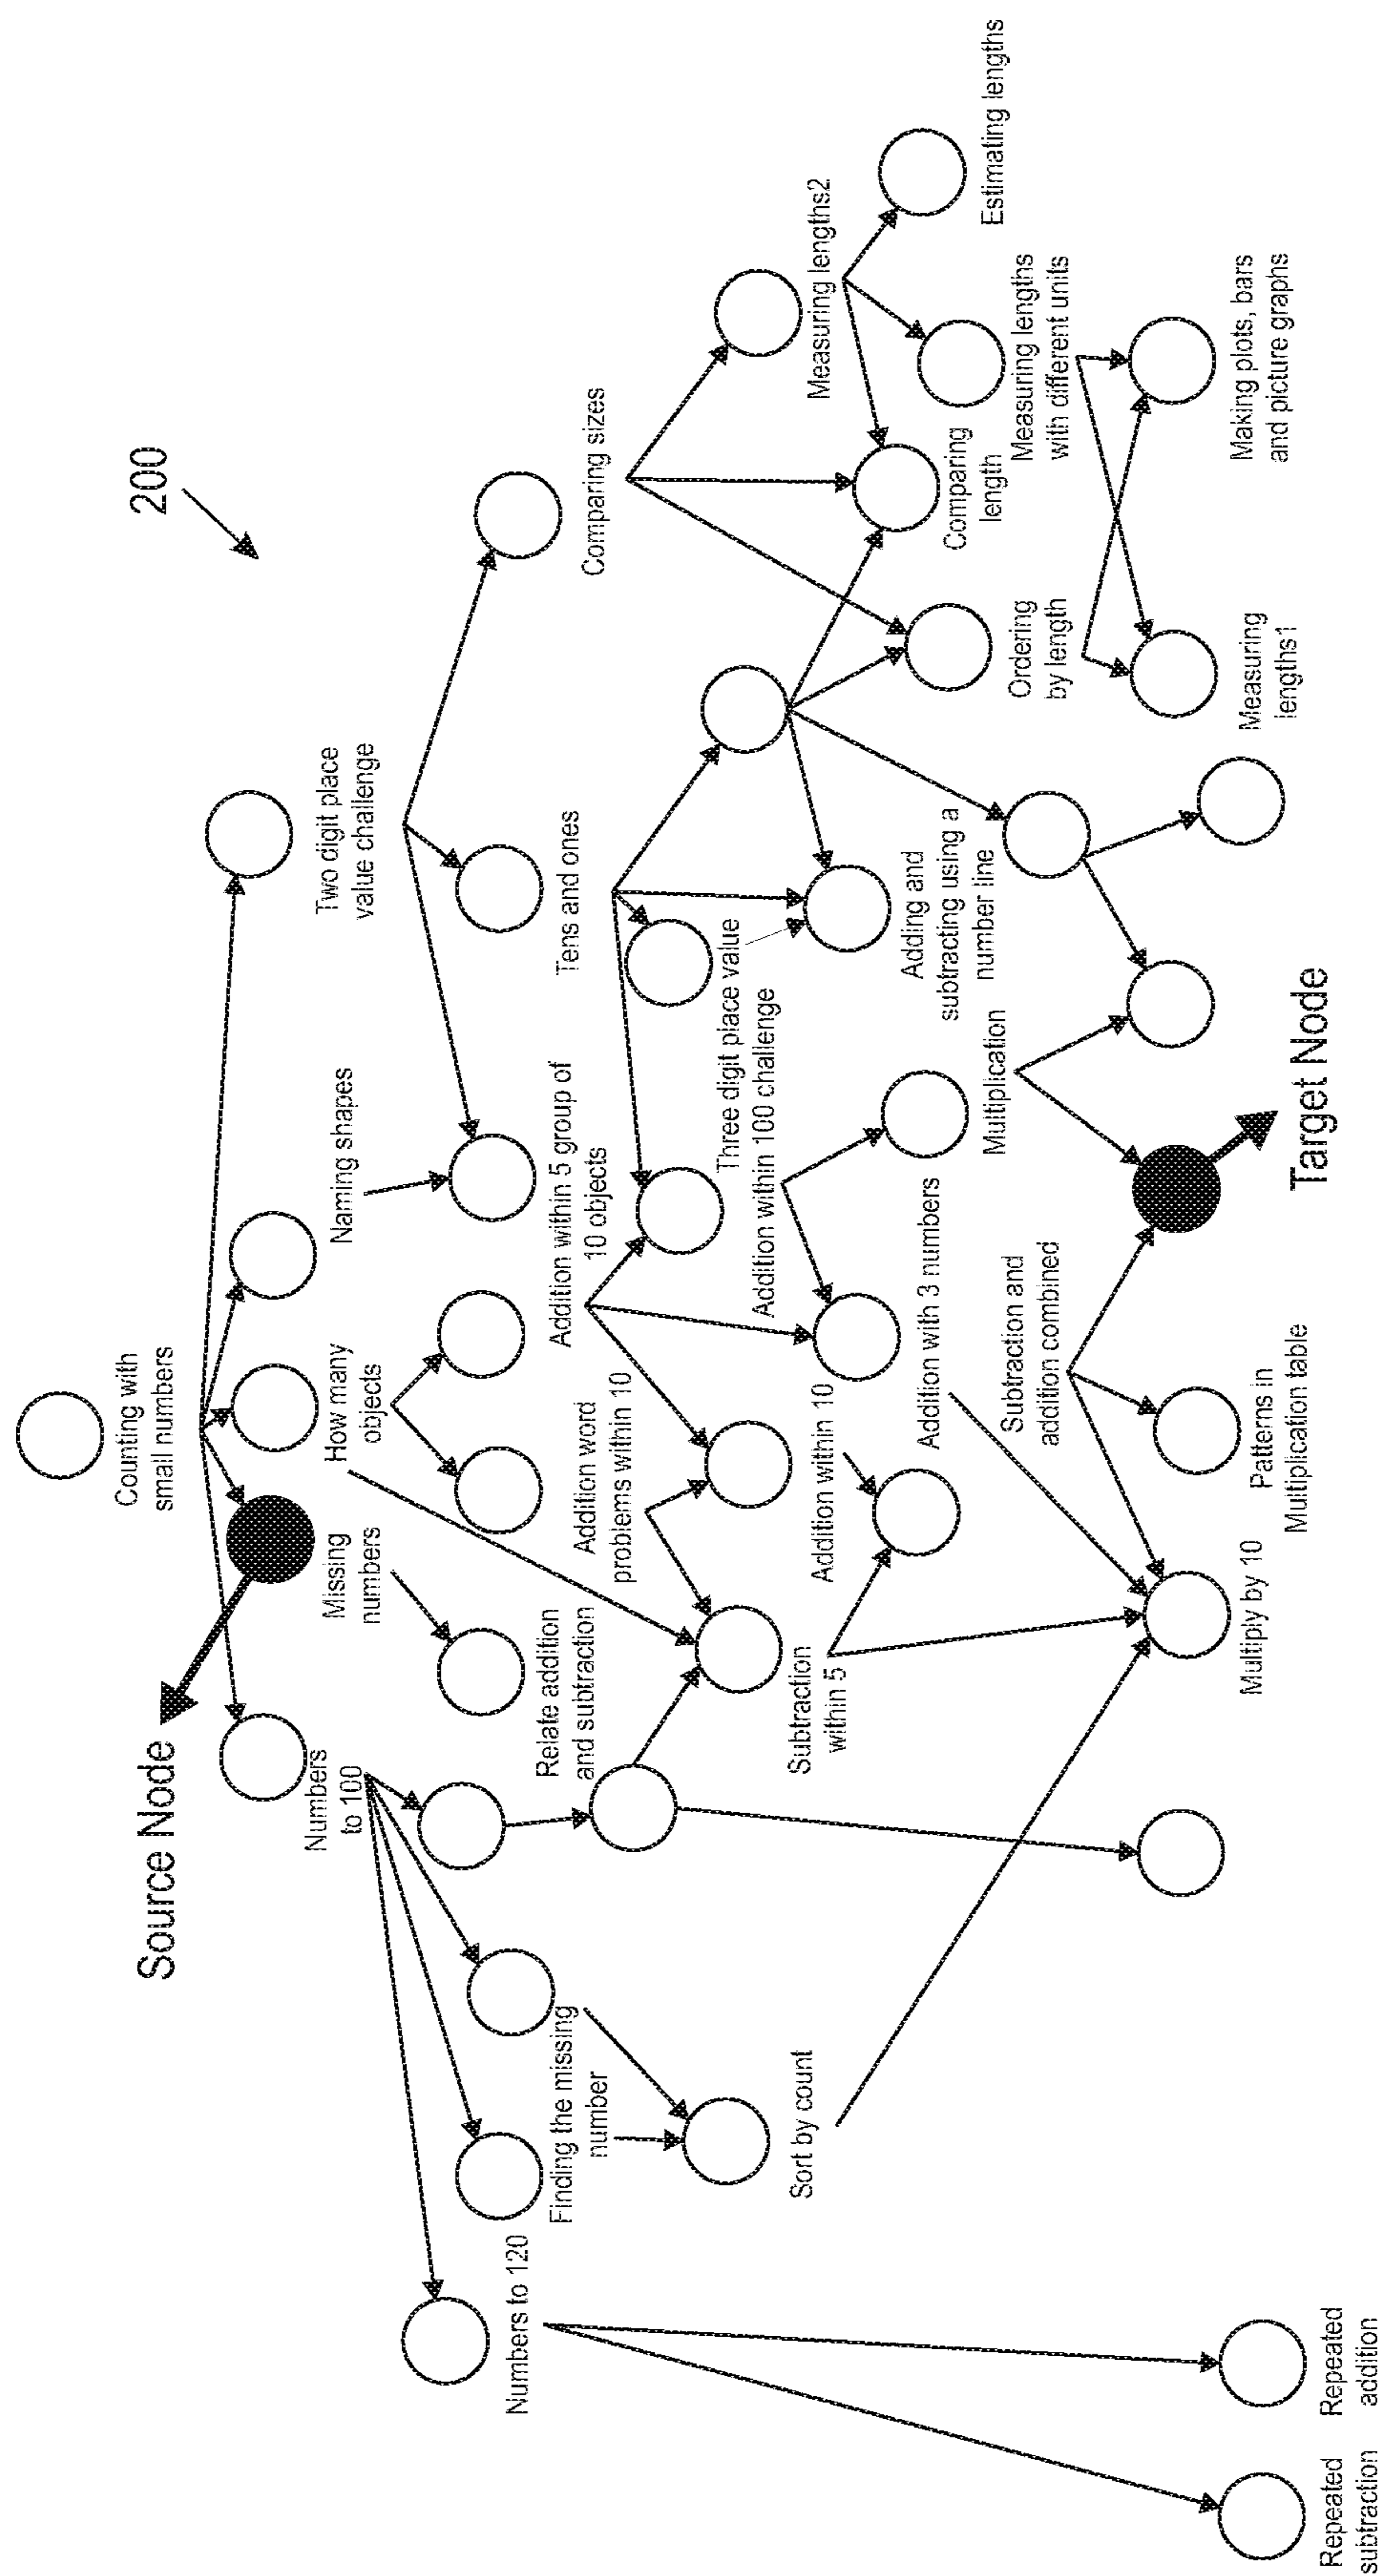 200
Counting with
small numbers
Source Node
Numbers
to 100
Missing
numbers
How many
objects
Naming shapes
Two digit place
value challenge
Numbers to 120
Finding the missing
number
Relate addition
and subtraction
Addition word
problems within 10
Addition within 5 group of
10 objects
Tens and ones
Comparing sizes
Sort by count
Subtraction
within 5
Addition within 10
Addition within 100 challenge
Three digit place value
Measuring lengths2
Addition with 3 numbers
Adding and
subtracting using a
number line
Multiplication
Subtraction and
addition combined
Ordering
by length
Comparing
length
Measuring lengths
with different units
Estimating lengths
Multiply by 10
Patterns in
Multiplication table
Target Node
Measuring
lengths1
Making plots, bars
and picture graphs
Repeated
subtraction
Repeated
addition